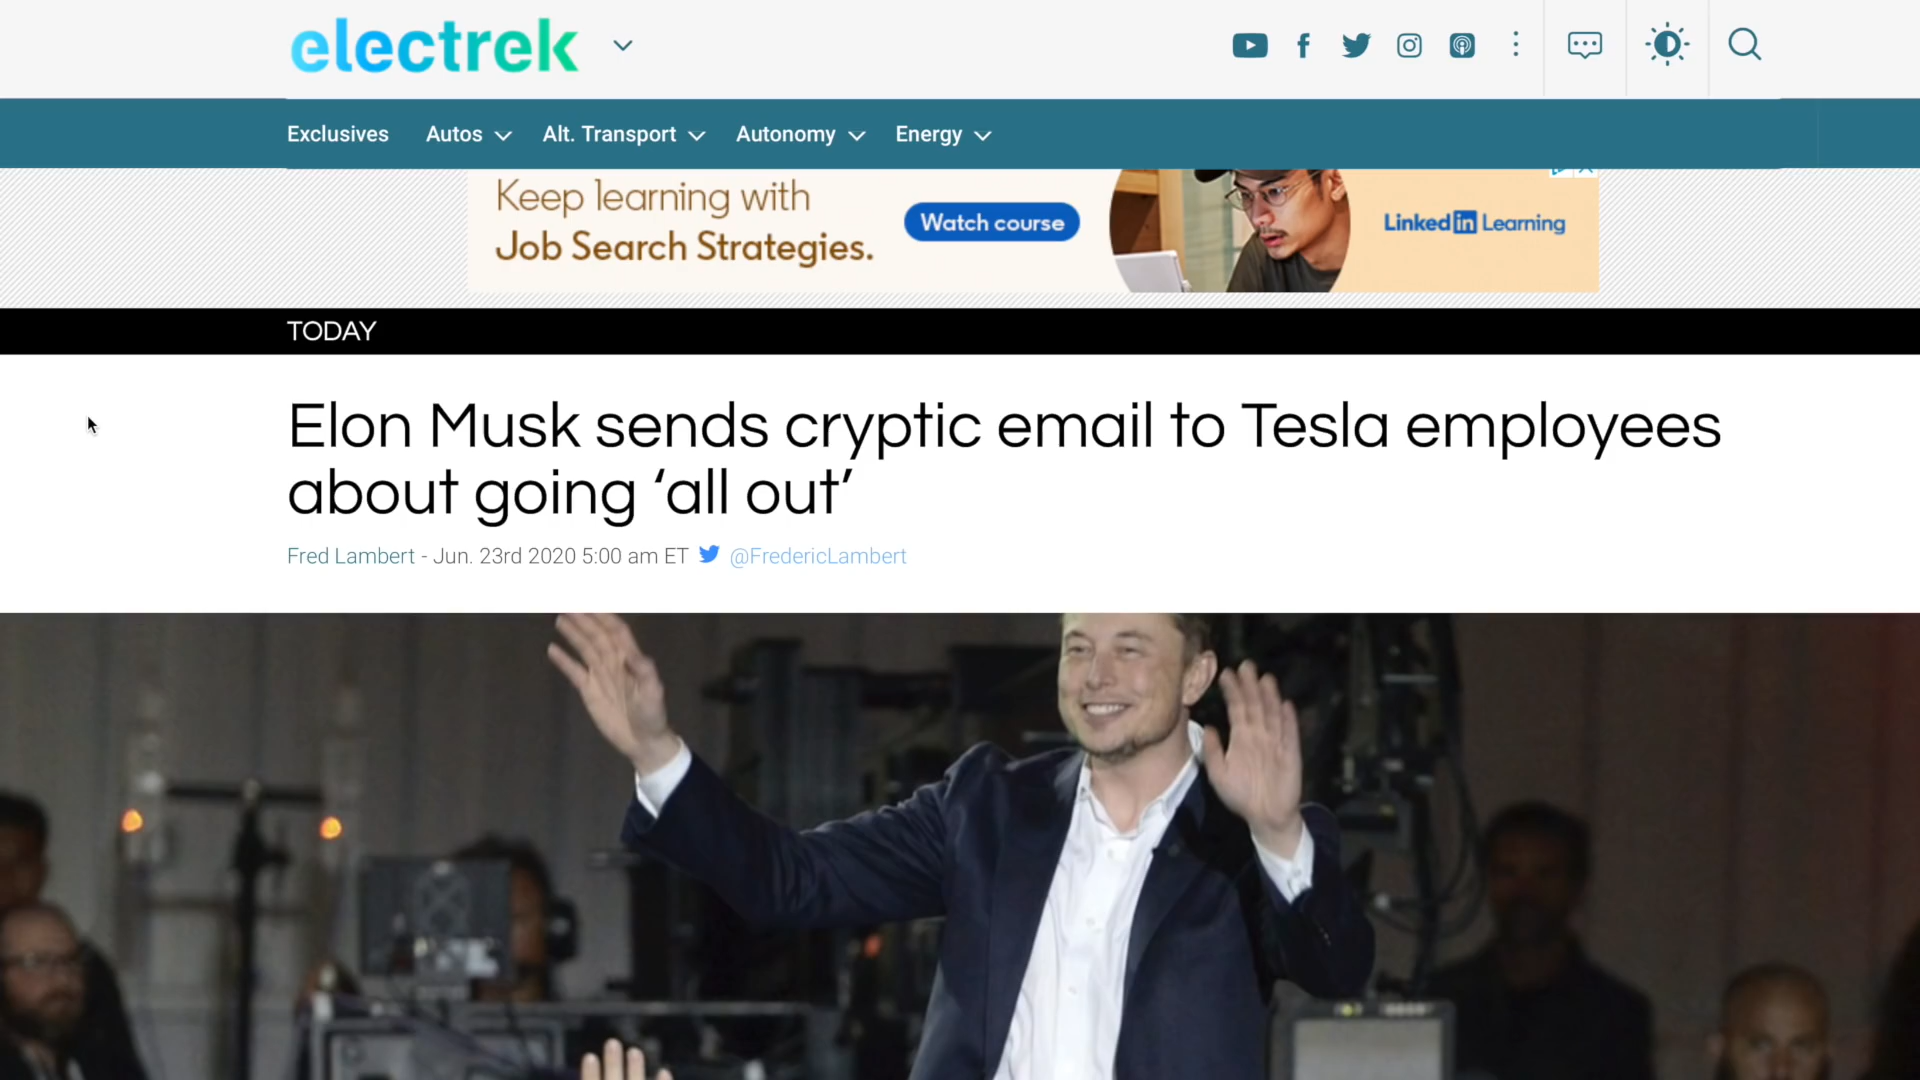 electrek
Exclusives Autos Alt. Transport Autonomy Energy
Keep learning with
Job Search Strategies.
Watch course
Linked in Learning
TODAY
Elon Musk sends cryptic email to Tesla employees
about going ‘all out’
Fred Lambert - Jun. 23rd 2020 5:00 am ET @FredericLambert